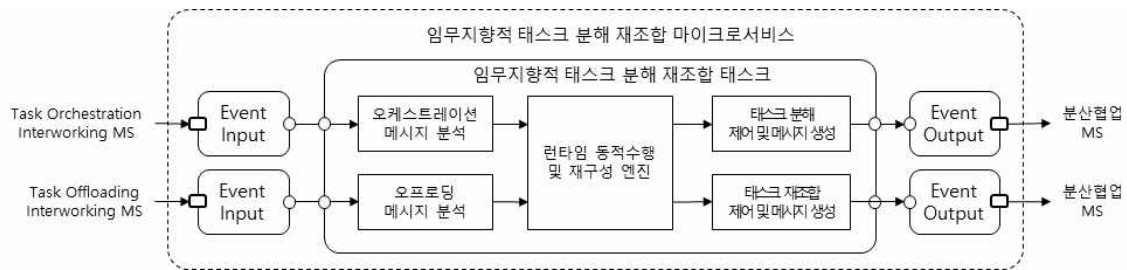 임무지향적 태스크 분해 재조합 마이크로서비스
임무지향적 태스크 분해 재조합 태스크
Task Orchestration
Interworking MS
Event
Input
오케스트레이션
메시지 분석
런타임 동적수행
및 재구성 엔진
태스크 분해
제어 및 메시지 생성
Event
Output
분산협업
MS
Task Offloading
Interworking MS
Event
Input
오프로딩
메시지 분석
태스크 재조합
제어 및 메시지 생성
Event
Output
분산협업
MS